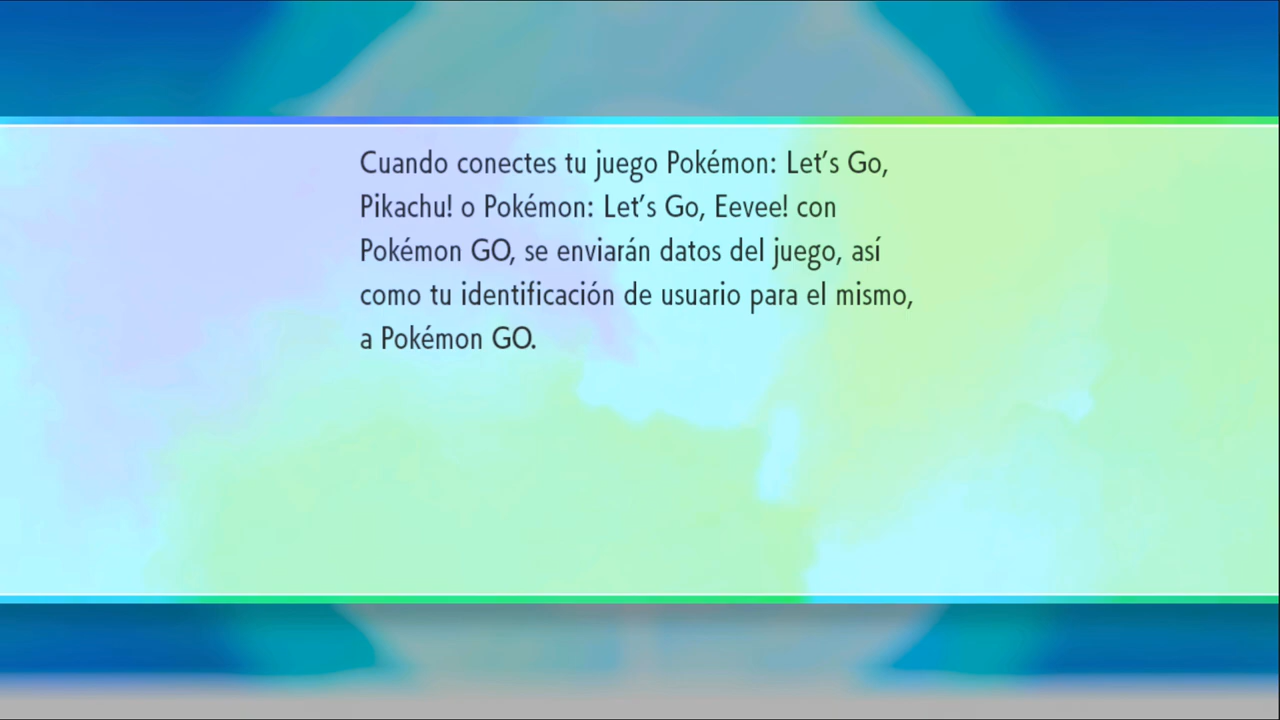 Cuando conectes tu juego Pokémon: Let’s Go,
Pikachu! o Pokémon: Let’s Go, Eevee! con
Pokémon GO, se enviarán datos del juego, así
como tu identificación de usuario para el mismo,
a Pokémon GO.